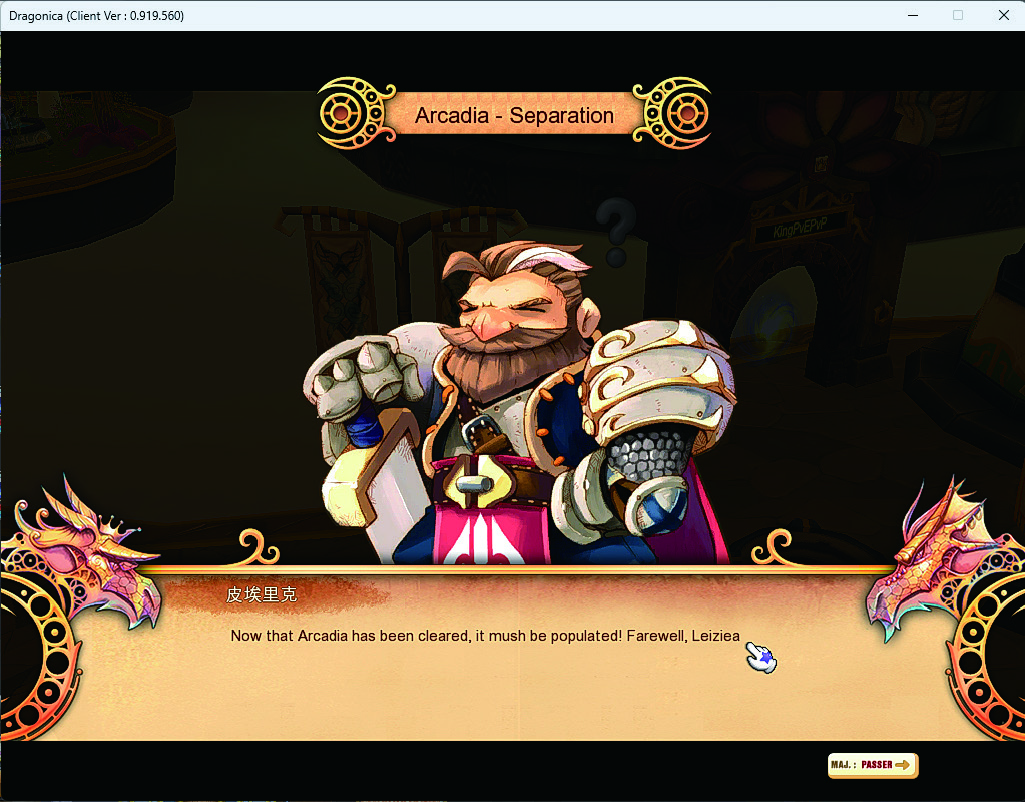 Dragonica (Client Ver : 0.919.560)
Arcadia - Separation
KingPvEPvP
皮埃里克
Now that Arcadia has been cleared, it mush be populated! Farewell, Leiziea
MAJ. : PASSER